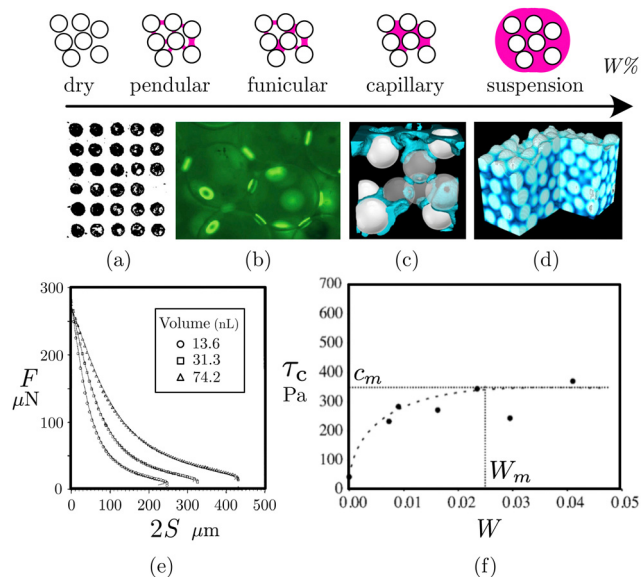 dry pendular funicular capillary suspension W%
(a) (b) (c) (d)
300
200
100
0
F
μN
Volume (nL)
13.6
31.3
74.2
0 100 200 300 400 500
2S μm
(e)
700
600
500
400
300
200
100
0
τc
Pa
cm
Wm
0.00 0.01 0.02 0.03 0.04 0.05
W
(f)